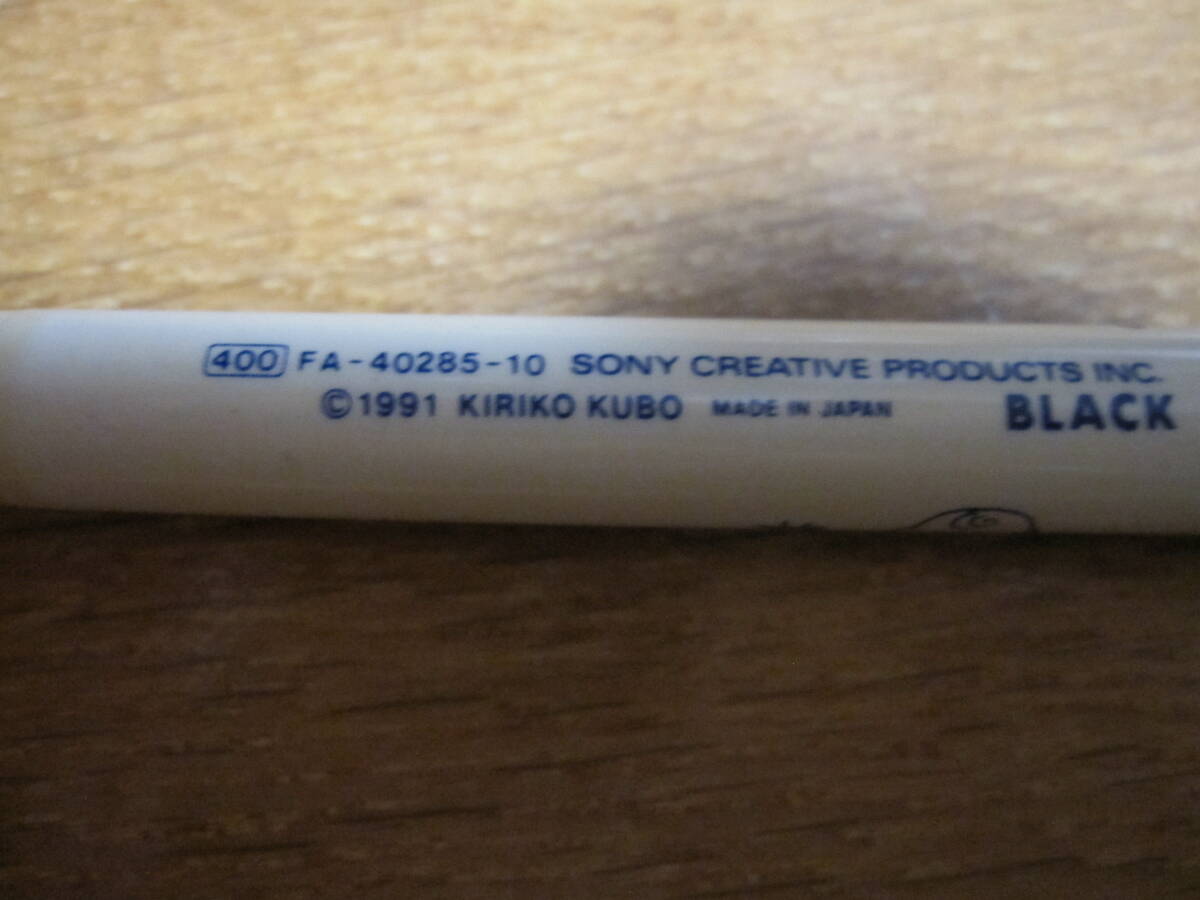 400 FA-40285-10 SONY CREATIVE PRODUCTS INC.
©1991 KIRIKO KUBO MADE IN JAPAN BLACK